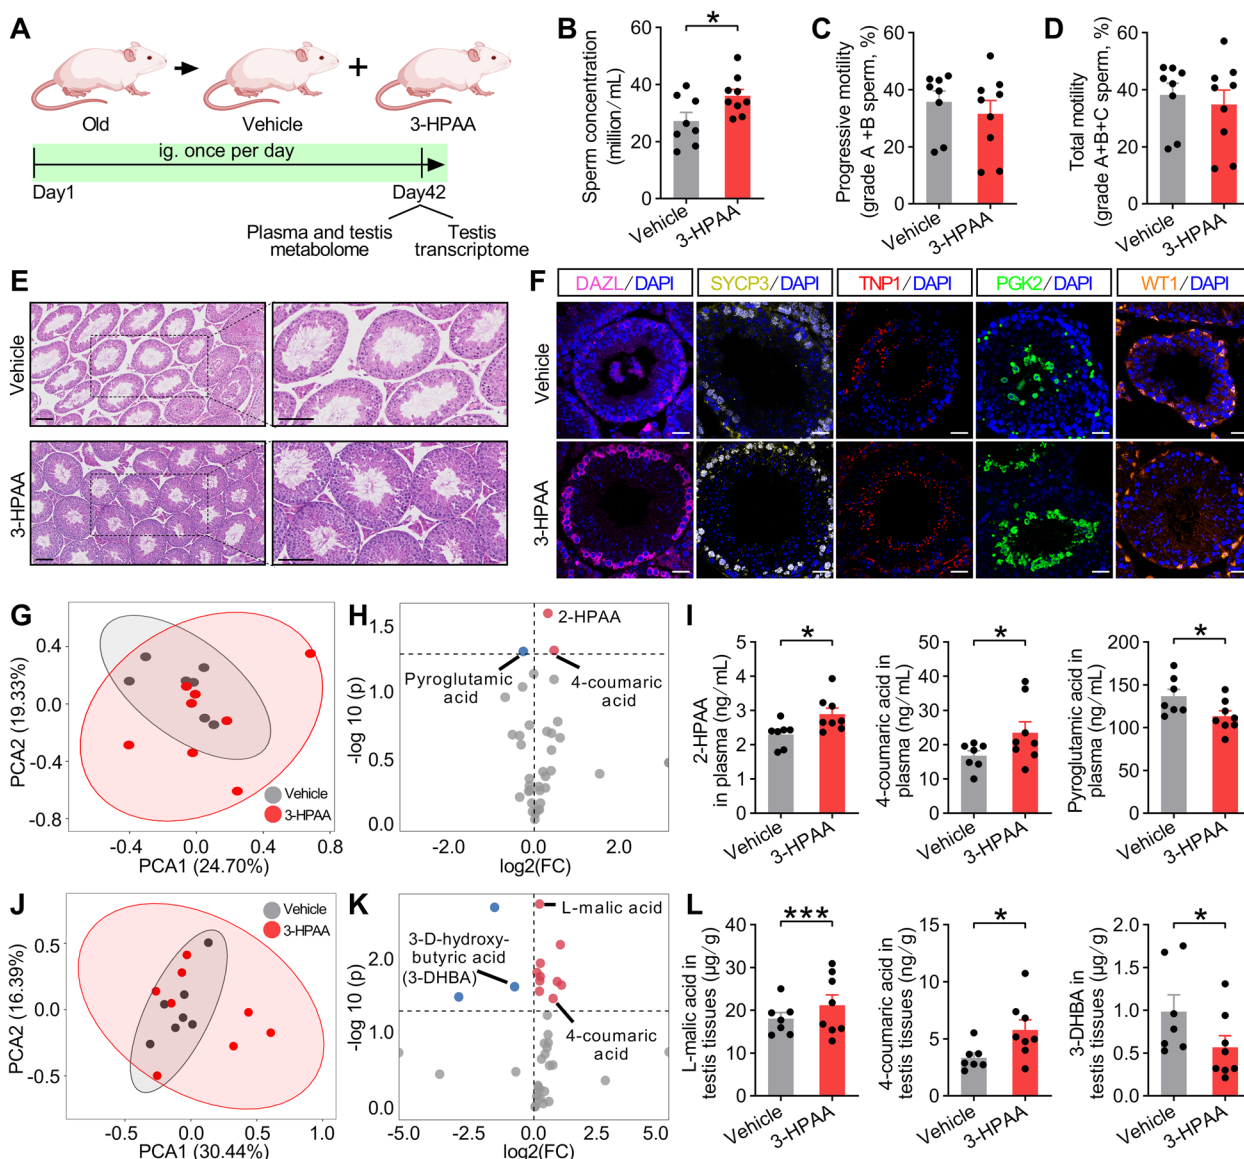 A
Old
Vehicle
+
3-HPAA
ig. once per day
Day1
Day42
Plasma and testis
metabolome
Testis
transcriptome
B
Sperm concentration
(million/mL)
60
40
20
0
*
Vehicle
3-HPAA
C
Progressive motility
(grade A +B sperm, %)
60
40
20
0
Vehicle
3-HPAA
D
Total motility
(grade A+B+C sperm, %)
60
40
20
0
Vehicle
3-HPAA
E
Vehicle
3-HPAA
F
DAZL/DAPI
SYCP3/DAPI
TNP1/DAPI
PGK2/DAPI
WT1/DAPI
Vehicle
3-HPAA
G
PCA2 (19.33%)
0.4
0.0
-0.4
-0.8
Vehicle
3-HPAA
-0.4
0.0
0.4
0.8
PCA1 (24.70%)
H
-log 10 (p)
1.5
1.0
0.5
0.0
2-HPAA
Pyroglutamic
acid
4-coumaric
acid
-2.0
0.0
2.0
log2(FC)
I
2-HPAA
in plasma (ng/mL)
5
4
3
2
1
0
*
Vehicle
3-HPAA
4-coumaric acid in
plasma (ng/mL)
40
30
20
10
0
*
Vehicle
3-HPAA
Pyroglutamic acid in
plasma (ng/mL)
200
150
100
50
0
*
Vehicle
3-HPAA
J
PCA2 (16.39%)
0.5
0.0
-0.5
Vehicle
3-HPAA
-0.5
0.0
0.5
1.0
PCA1 (30.44%)
K
-log 10 (p)
2.0
1.0
0.0
L-malic acid
3-D-hydroxy-
butyric acid
(3-DHBA)
4-coumaric
acid
-5.0
-2.5
0.0
2.5
5.0
log2(FC)
L
L-malic acid in
testis tissues (μg/g)
40
30
20
10
0
***
Vehicle
3-HPAA
4-coumaric acid in
testis tissues (ng/g)
15
10
5
0
*
Vehicle
3-HPAA
3-DHBA in
testis tissues (μg/g)
2.0
1.5
1.0
0.5
0.0
*
Vehicle
3-HPAA